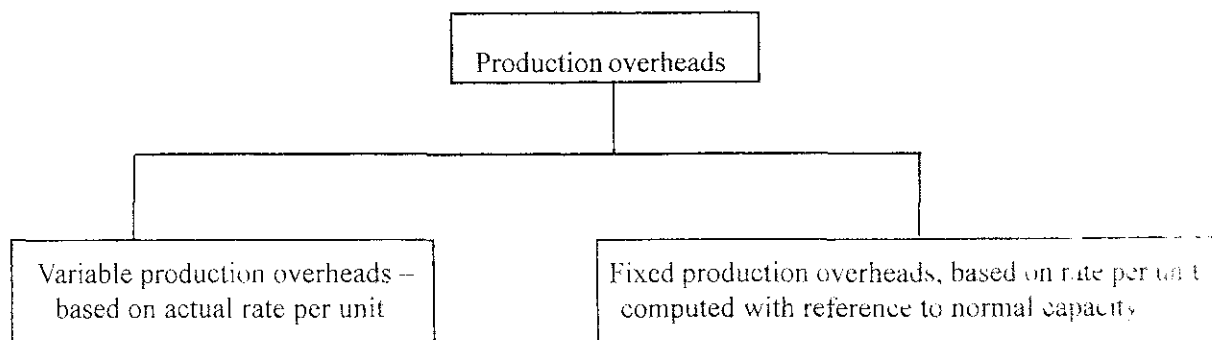 Production overheads
Variable production overheads –
based on actual rate per unit
Fixed production overheads, based on rate per unit
computed with reference to normal capacity